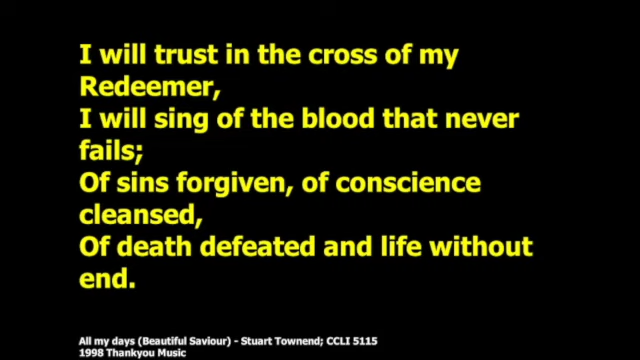 I will trust in the cross of my
Redeemer,
I will sing of the blood that never
fails;
Of sins forgiven, of conscience
cleansed,
Of death defeated and life without
end.
All my days (Beautiful Saviour) - Stuart Townend; CCLI 5115
1998 Thankyou Music